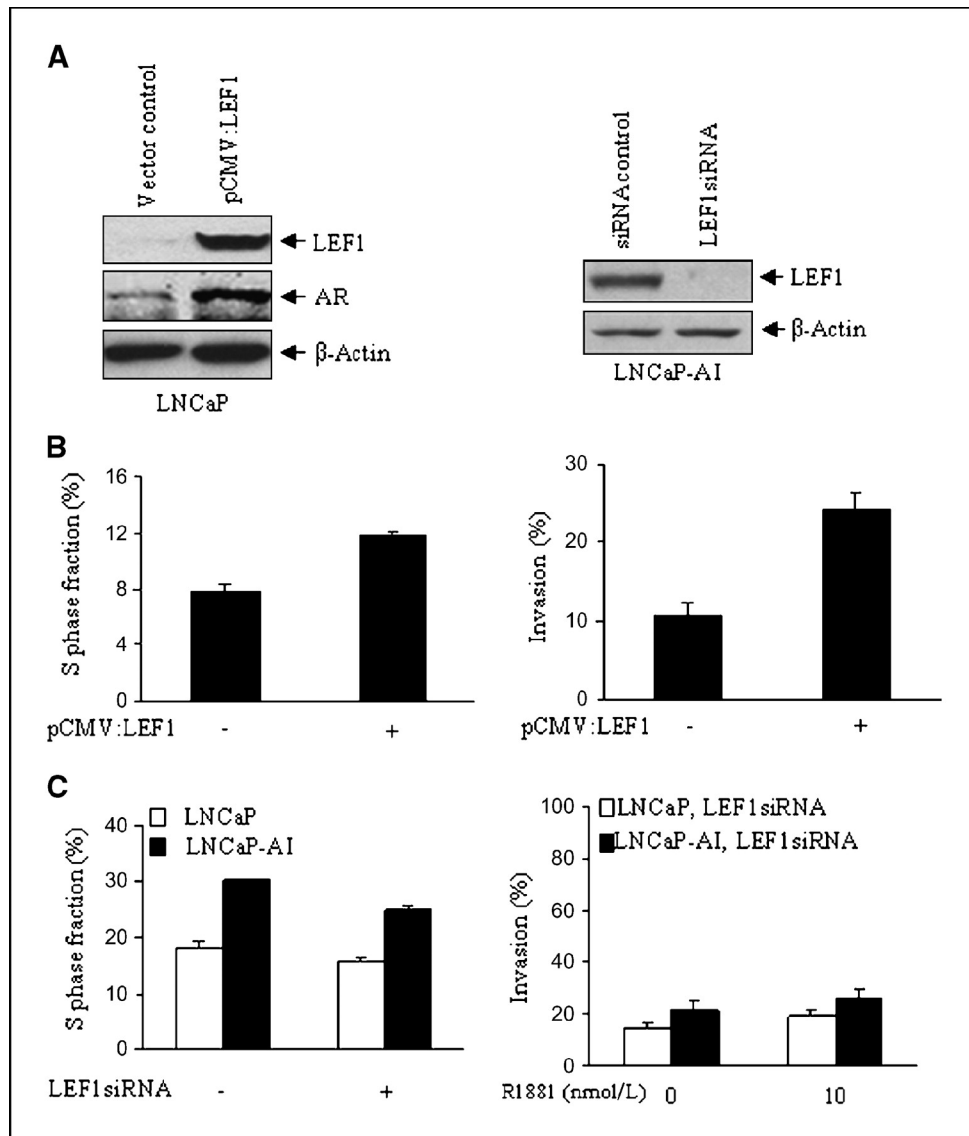 A
Vector control
pCMV:LEF1
LEF1
AR
β-Actin
LNCaP
siRNAcontrol
LEF1siRNA
LEF1
β-Actin
LNCaP-AI
B
S phase fraction (%)
16
12
8
4
0
pCMV:LEF1 - +
Invasion (%)
30
20
10
0
pCMV:LEF1 - +
C
LNCaP
LNCaP-AI
S phase fraction (%)
40
30
20
10
0
LEF1siRNA - +
LNCaP, LEF1siRNA
LNCaP-AI, LEF1siRNA
Invasion (%)
100
80
60
40
20
0
R1881 (nmol/L) 0 10